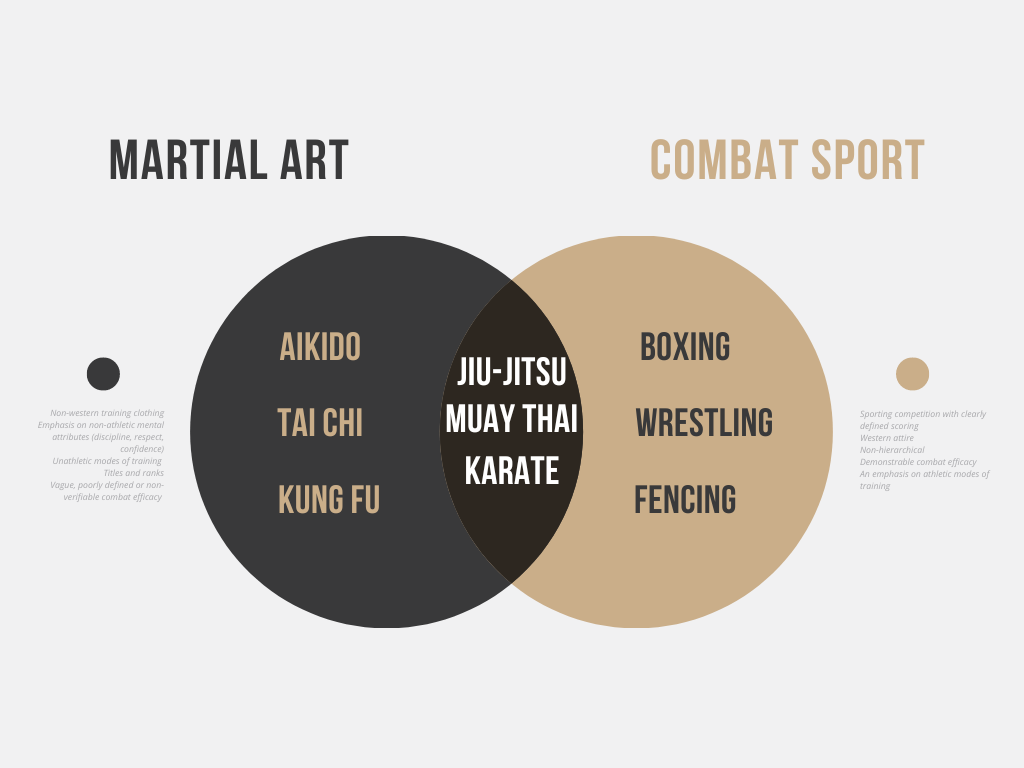 MARTIAL ART
COMBAT SPORT
AIKIDO
TAI CHI
KUNG FU
JIU-JITSU
MUAY THAI
KARATE
BOXING
WRESTLING
FENCING
Non-western training clothing
Emphasis on non-athletic mental
attributes (discipline, respect,
confidence)
Unathletic modes of training
Titles and ranks
Vague, poorly defined or non-
verifiable combat efficacy
Sporting competition with clearly
defined scoring
Western attire
Non-hierarchical
Demonstrable combat efficacy
An emphasis on athletic modes of
training